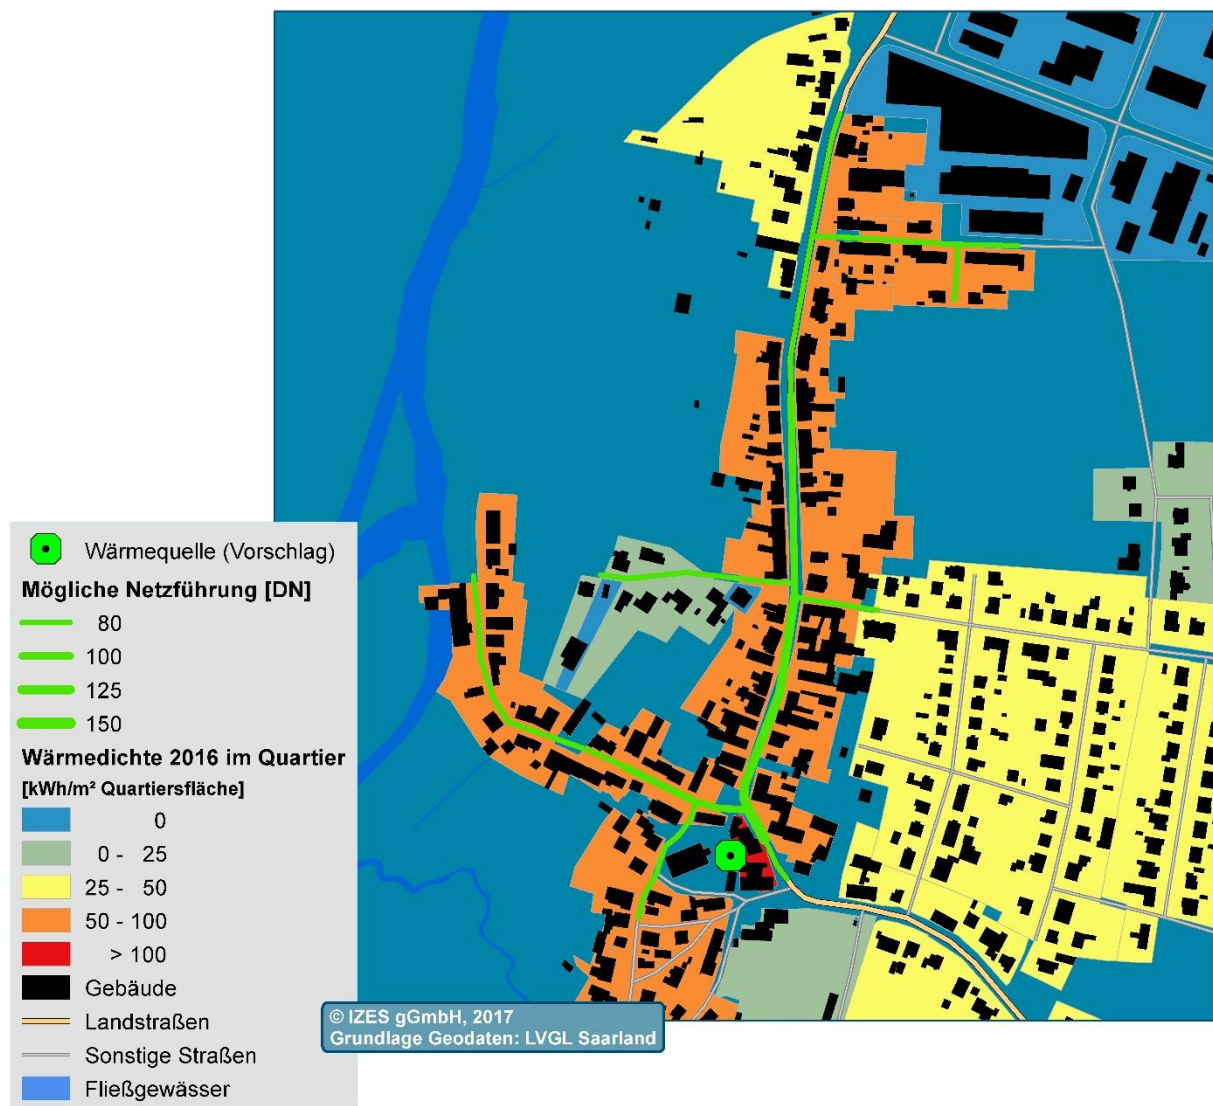 Wärmequelle (Vorschlag)
Mögliche Netzführung [DN]
80
100
125
150
Wärmedichte 2016 im Quartier
[kWh/m² Quartiersfläche]
0
0 - 25
25 - 50
50 - 100
> 100
Gebäude
Landstraßen
Sonstige Straßen
Fließgewässer
© IZES gGmbH, 2017
Grundlage Geodaten: LVGL Saarland